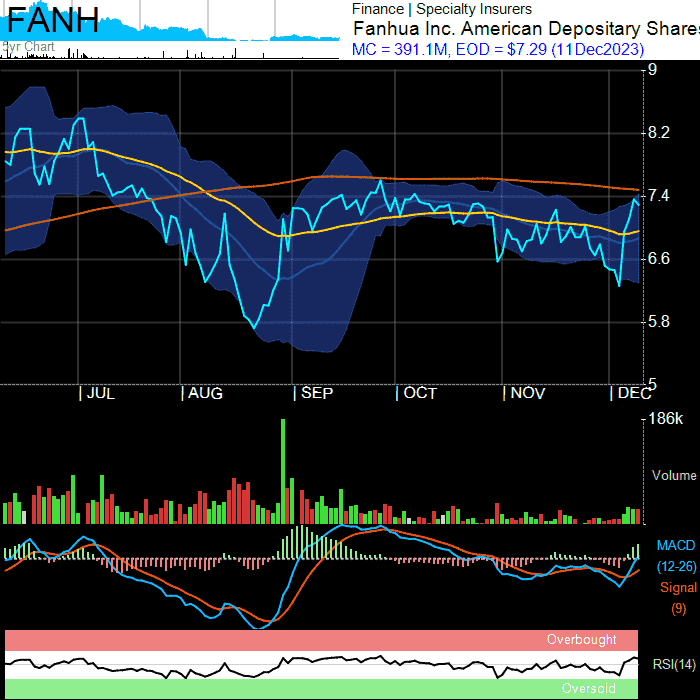 FANH
5yr Chart
Finance | Specialty Insurers
Fanhua Inc. American Depositary Shares
MC = 391.1M, EOD = $7.29 (11Dec2023)
9
8.2
7.4
6.6
5.8
5
| JUL | AUG | SEP | OCT | NOV | DEC
186k
Volume
MACD
(12-26)
Signal
(9)
Overbought
RSI(14)
Oversold